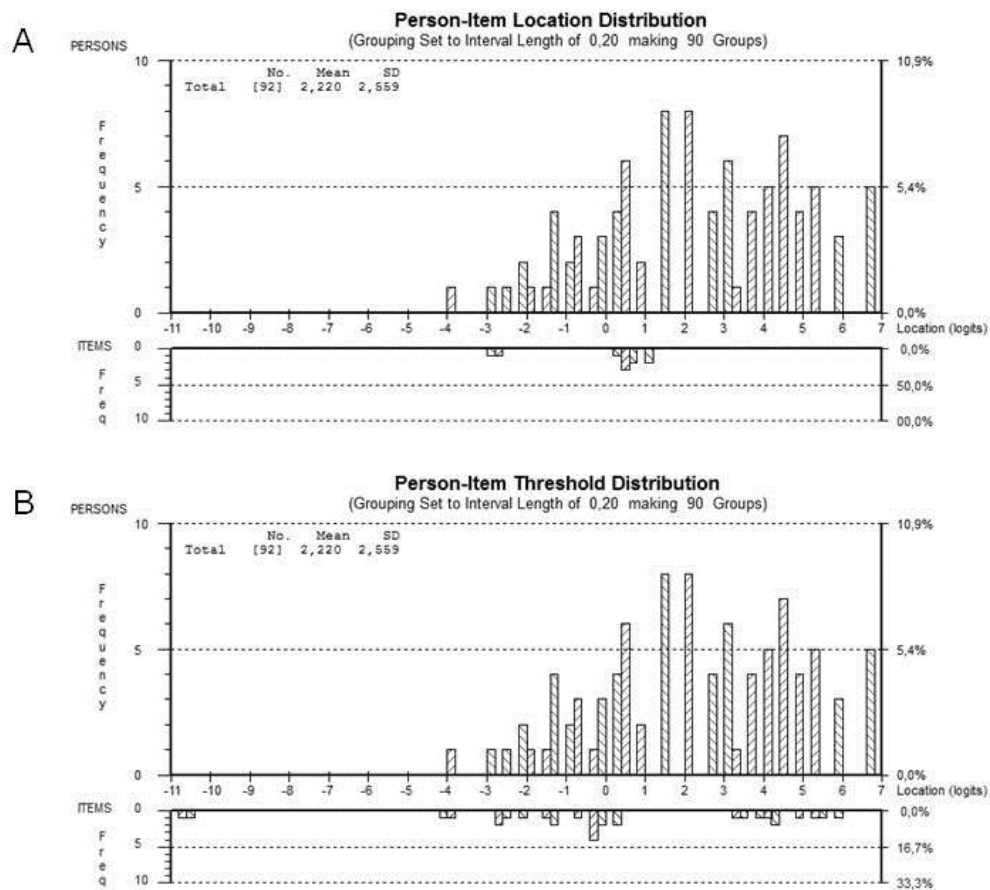 A
Person-Item Location Distribution
(Grouping Set to Interval Length of 0,20 making 90 Groups)
PERSONS
No. Mean SD
Total [92] 2,220 2,559
Frequency
10
5
0
10,9%
5,4%
0,0%
-11 -10 -9 -8 -7 -6 -5 -4 -3 -2 -1 0 1 2 3 4 5 6 7 Location (logits)
ITEMS
Freq
0
5
10
0,0%
50,0%
00,0%
B
Person-Item Threshold Distribution
(Grouping Set to Interval Length of 0,20 making 90 Groups)
PERSONS
No. Mean SD
Total [92] 2,220 2,559
Frequency
10
5
0
10,9%
5,4%
0,0%
-11 -10 -9 -8 -7 -6 -5 -4 -3 -2 -1 0 1 2 3 4 5 6 7 Location (logits)
ITEMS
Freq
0
5
10
0,0%
16,7%
33,3%